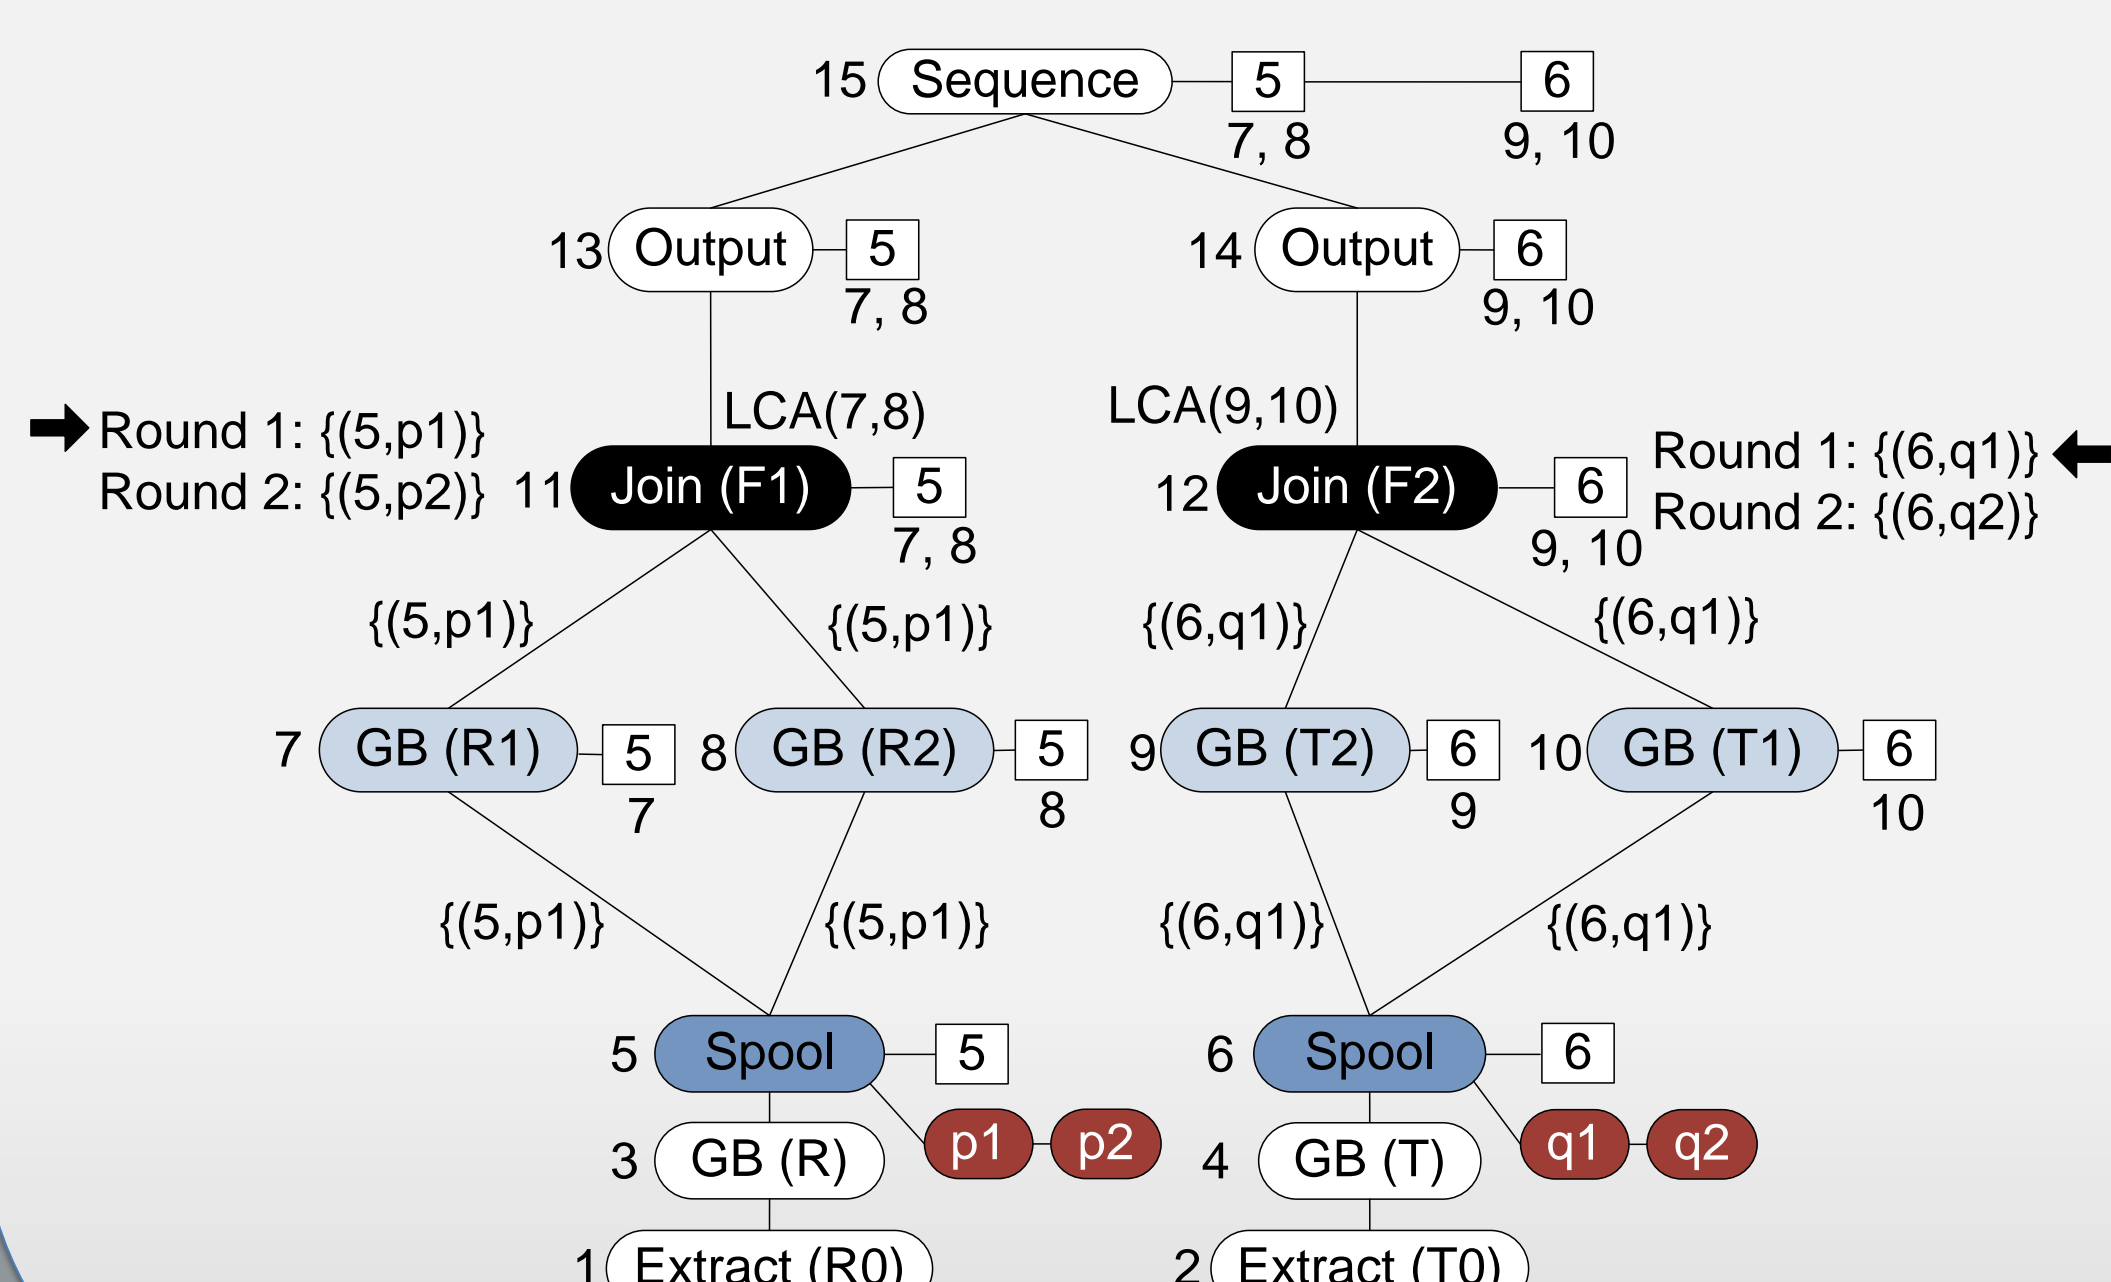 15 Sequence 5 6
7, 8 9, 10
13 Output 5 14 Output 6
7, 8 9, 10
LCA(7,8) LCA(9,10)
Round 1: {(5,p1)} Round 1: {(6,q1)}
Round 2: {(5,p2)} 11 Join (F1) 5 12 Join (F2) 6 Round 2: {(6,q2)}
7, 8 9, 10
{(5,p1)} {(5,p1)} {(6,q1)} {(6,q1)}
7 GB (R1) 5 8 GB (R2) 5 9 GB (T2) 6 10 GB (T1) 6
7 8 9 10
{(5,p1)} {(5,p1)} {(6,q1)} {(6,q1)}
5 Spool 5 6 Spool 6
p1 p2 q1 q2
3 GB (R) 4 GB (T)
1 Extract (R0) 2 Extract (T0)